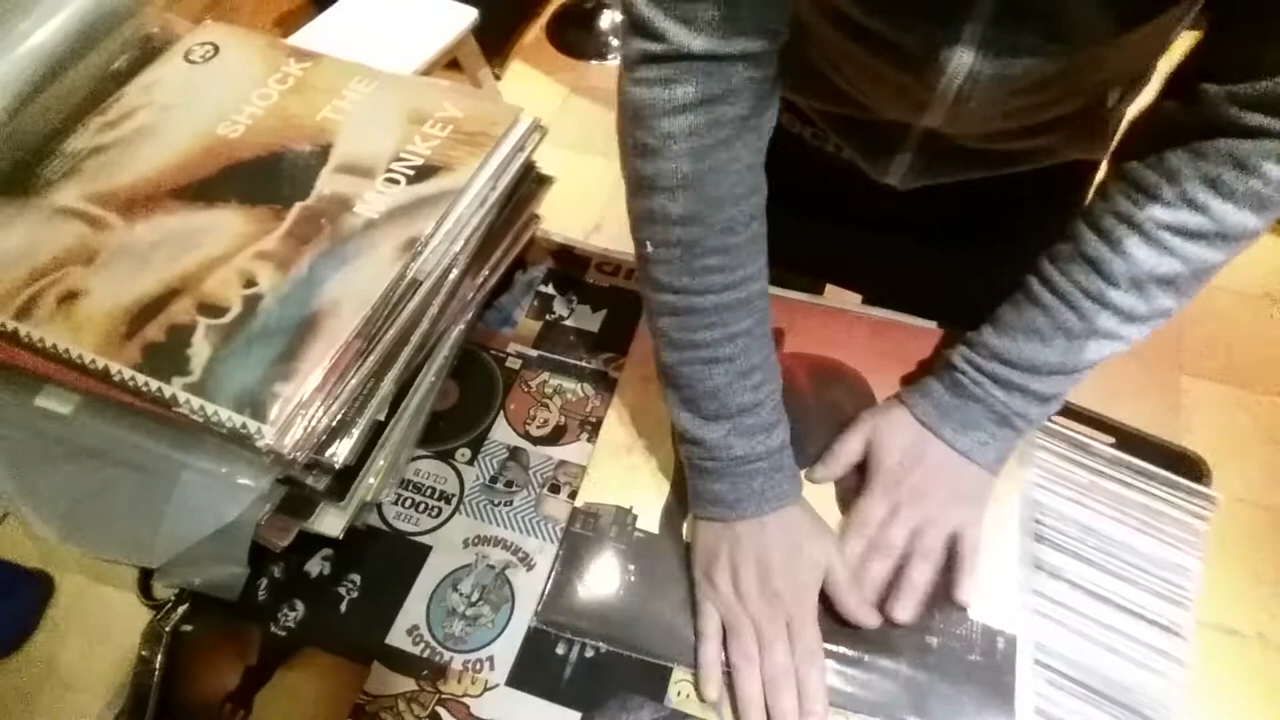 SHOCK
THE
MONKEY
THE
GOOD
MUSIC
CLUB
LOS POLLOS
HERMANOS